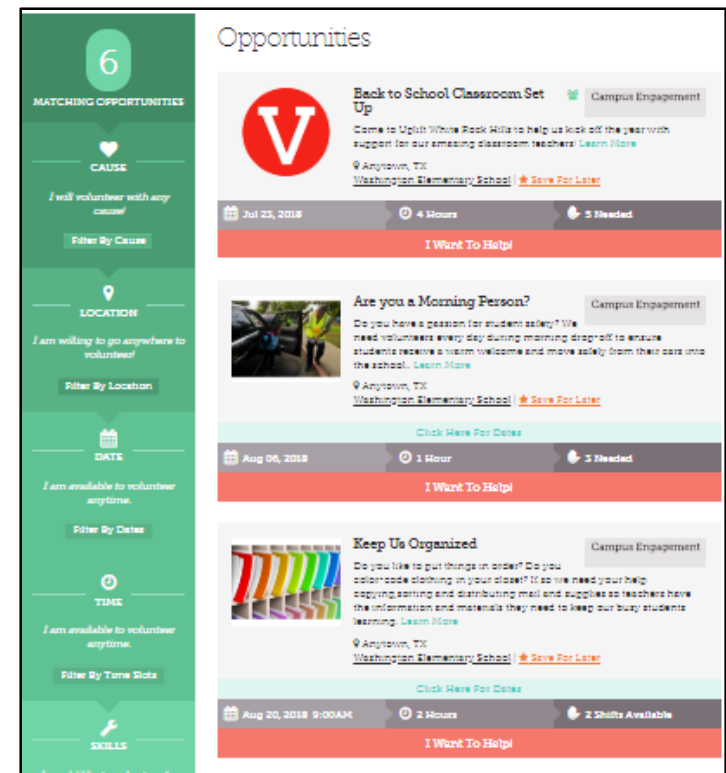 6
MATCHING OPPORTUNITIES
CAUSE
I will volunteer with any
cause!
Filter By Cause
LOCATION
I am willing to go anywhere to
volunteer!
Filter By Location
DATE
I am available to volunteer
anytime.
Filter By Dates
TIME
I am available to volunteer
anytime.
Filter By Time Slots
SKILLS
Opportunities
V
Back to School Classroom Set
Up
Campus Engagement
Come to Uplift White Rock Hills to help us kick off the year with
support for our amazing classroom teachers! Learn More
Anytown, TX
Washington Elementary School | Save For Later
Jul 23, 2018 4 Hours 5 Needed
I Want To Help!
Are you a Morning Person?
Campus Engagement
Do you have a passion for student safety? We
need volunteers every day during morning drop-off to ensure
students receive a warm welcome and move safely from their cars into
the school.. Learn More
Anytown, TX
Washington Elementary School | Save For Later
Click Here For Dates
Aug 06, 2018 1 Hour 3 Needed
I Want To Help!
Keep Us Organized
Campus Engagement
Do you like to put things in order? Do you
color-code clothing in your closet? If so we need your help
copying,sorting and distributing mail and supplies so teachers have
the information and materials they need to keep our busy students
learning. Learn More
Anytown, TX
Washington Elementary School | Save For Later
Click Here For Dates
Aug 20, 2018 9:00AM 2 Hours 2 Shifts Available
I Want To Help!